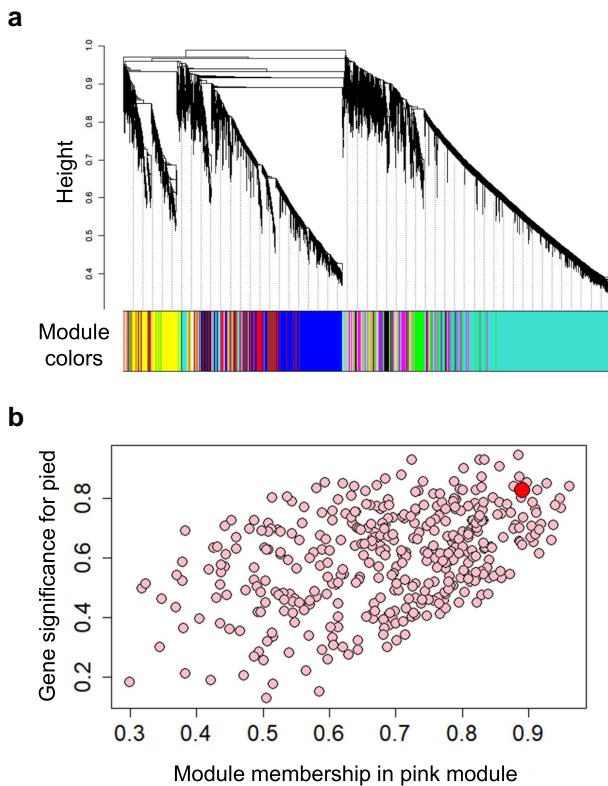 a
1.0
0.9
0.8
0.7
0.6
0.5
0.4
Height
Module
colors
b
0.8
0.6
0.4
0.2
Gene significance for pied
0.3 0.4 0.5 0.6 0.7 0.8 0.9
Module membership in pink module